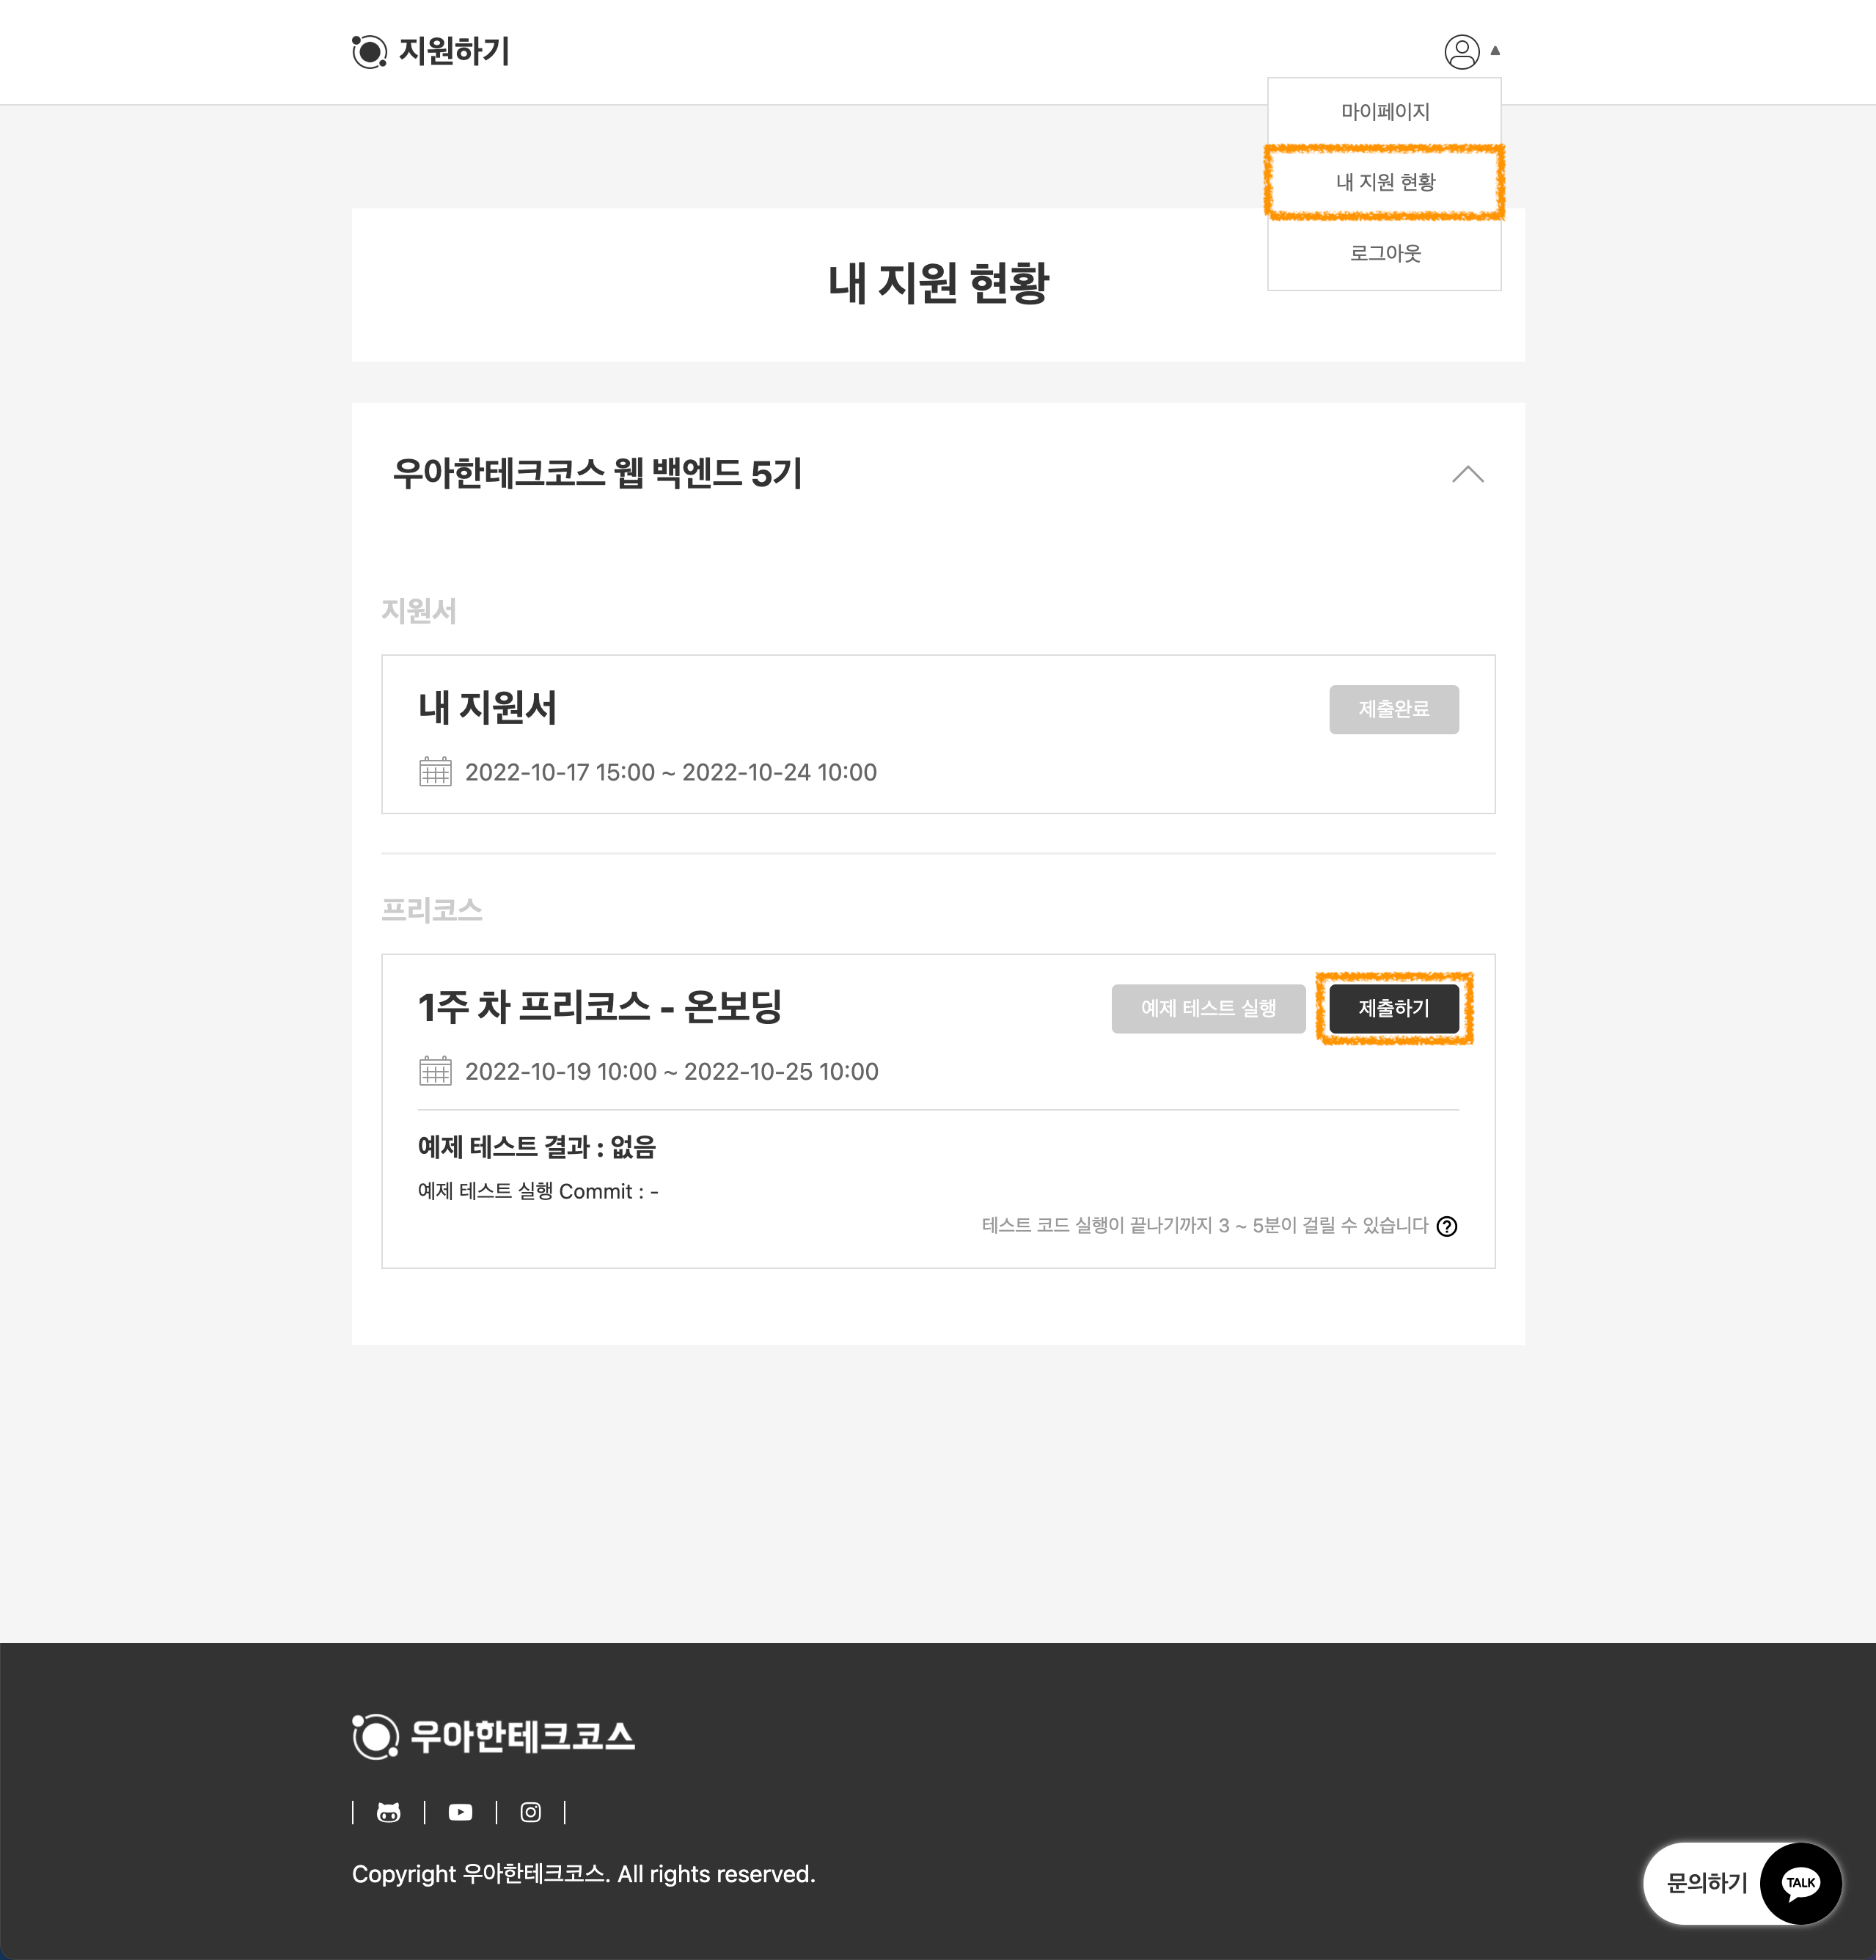 지원하기
마이페이지
내 지원 현황
로그아웃
내 지원 현황
우아한테크코스 웹 백엔드 5기
지원서
내 지원서
제출완료
2022-10-17 15:00 ~ 2022-10-24 10:00
프리코스
1주 차 프리코스 - 온보딩
예제 테스트 실행
제출하기
2022-10-19 10:00 ~ 2022-10-25 10:00
예제 테스트 결과 : 없음
예제 테스트 실행 Commit : -
테스트 코드 실행이 끝나기까지 3 ~ 5분이 걸릴 수 있습니다
우아한테크코스
Copyright 우아한테크코스. All rights reserved.
문의하기
TALK